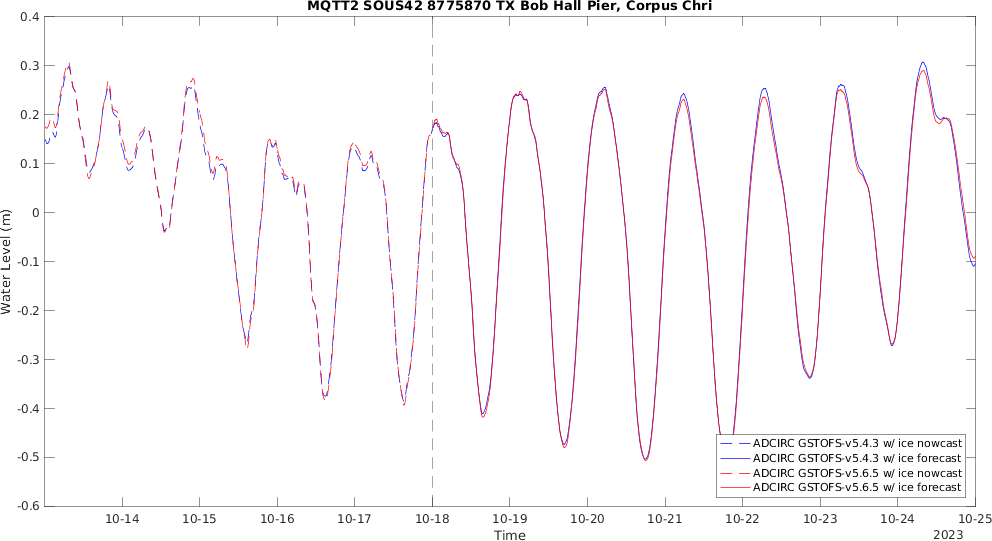 MQTT2 SOUS42 8775870 TX Bob Hall Pier, Corpus Chri
0.4
0.3
0.2
0.1
0
-0.1
-0.2
-0.3
-0.4
-0.5
-0.6
Water Level (m)
ADCIRC GSTOFS-v5.4.3 w/ ice nowcast
ADCIRC GSTOFS-v5.4.3 w/ ice forecast
ADCIRC GSTOFS-v5.6.5 w/ ice nowcast
ADCIRC GSTOFS-v5.6.5 w/ ice forecast
10-14 10-15 10-16 10-17 10-18 10-19 10-20 10-21 10-22 10-23 10-24 10-25
Time
2023